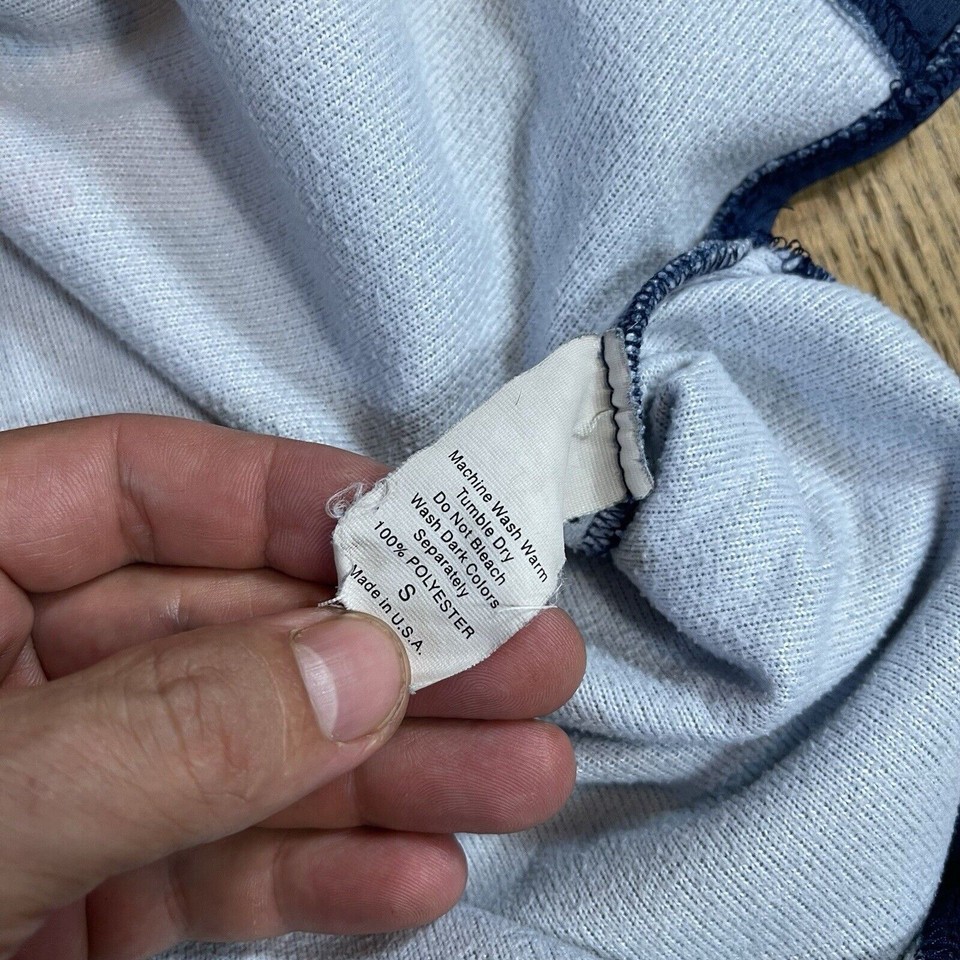 Machine Wash Warm
Tumble Dry
Do Not Bleach
Wash Dark Colors
Separately
100% POLYESTER
S
Made in U.S.A.